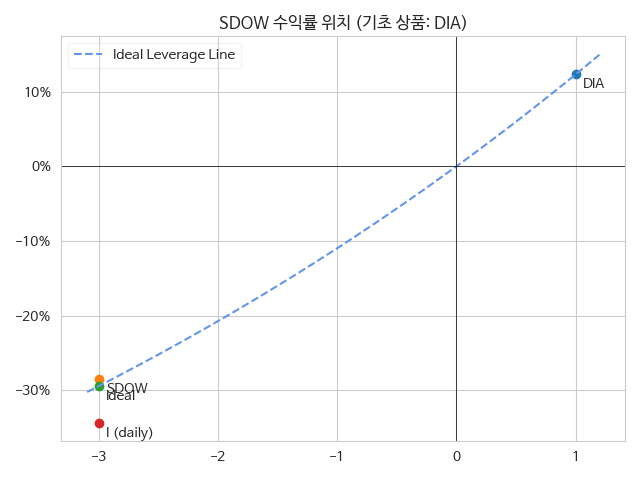 SDOW 수익률 위치 (기초 상품: DIA)
Ideal Leverage Line
DIA
10%
0%
−10%
−20%
−30%
SDOW
Ideal
I (daily)
−3
−2
−1
0
1